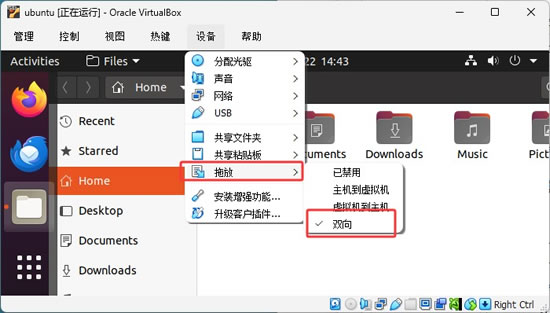 ubuntu [正在运行] - Oracle VirtualBox
管理 控制 视图 热键 设备 帮助
Activities Files 22 14:43
Home
分配光驱
声音
网络
USB
共享文件夹
共享粘贴板
拖放
安装增强功能...
升级客户插件...
已禁用
主机到虚拟机
虚拟机到主机
双向
Recent
Starred
Home
Desktop
Documents
Downloads
uments Downloads Music Pic
Right Ctrl